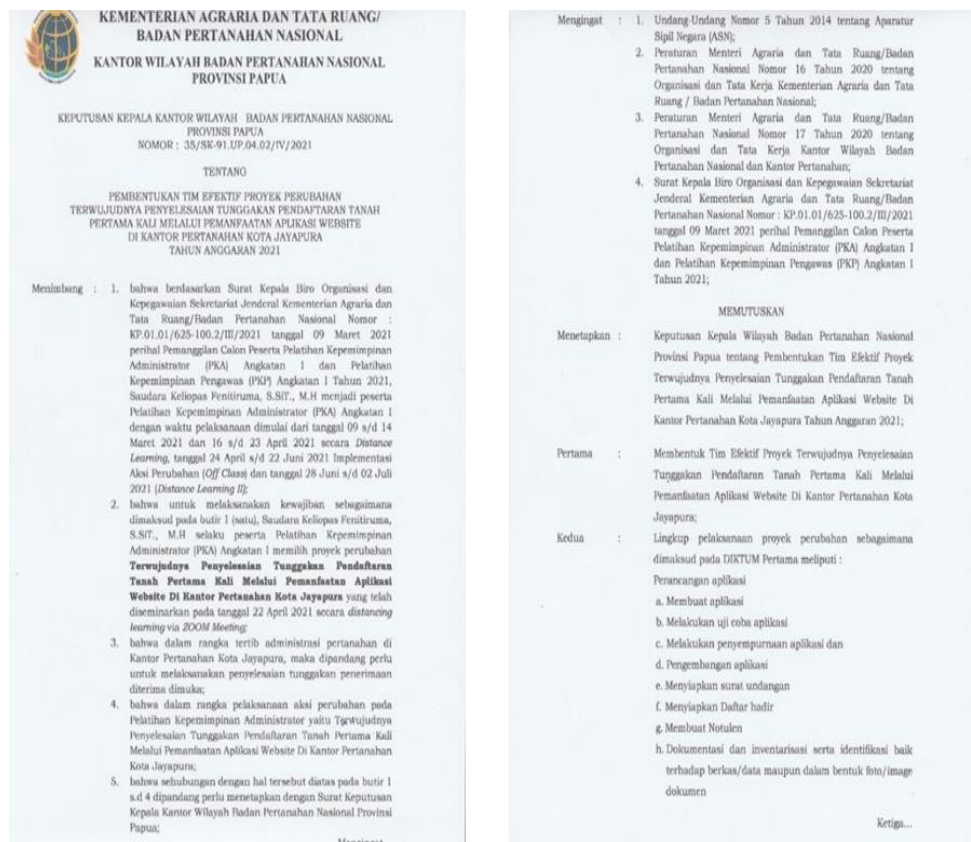 KEMENTERIAN AGRARIA DAN TATA RUANG/
BADAN PERTANAHAN NASIONAL
KANTOR WILAYAH BADAN PERTANAHAN NASIONAL
PROVINSI PAPUA
KEPUTUSAN KEPALA KANTOR WILAYAH BADAN PERTANAHAN NASIONAL
PROVINSI PAPUA
NOMOR : 35/SK-91.UP.04.02/IV/2021
TENTANG
PEMBENTUKAN TIM EFEKTIF PROYEK PERUBAHAN
TERWUJUDNYA PENYELESAIAN TUNGGAKAN PENDAFTARAN TANAH
PERTAMA KALI MELALUI PEMANFAATAN APLIKASI WEBSITE
DI KANTOR PERTANAHAN KOTA JAYAPURA
TAHUN ANGGARAN 2021
Menimbang : 1. bahwa berdasarkan Surat Kepala Biro Organisasi dan
Kepegawaian Sekretariat Jenderal Kementerian Agraria dan
Tata Ruang/Badan Pertanahan Nasional Nomor :
KP.01.01/625-100.2/III/2021 tanggal 09 Maret 2021
perihal Pemanggilan Calon Peserta Pelatihan Kepemimpinan
Administrator (PKA) Angkatan I dan Pelatihan
Kepemimpinan Pengawas (PKP) Angkatan I Tahun 2021,
Saudara Keliopas Fenitiruma, S.SiT., M.H menjadi peserta
Pelatihan Kepemimpinan Administrator (PKA) Angkatan I
dengan waktu pelaksanaan dimulai dari tanggal 09 s/d 14
Maret 2021 dan 16 s/d 23 April 2021 secara Distance
Learning, tanggal 24 April s/d 22 Juni 2021 Implementasi
Aksi Perubahan (Off Class) dan tanggal 28 Juni s/d 02 Juli
2021 (Distance Learning II);
2. bahwa untuk melaksanakan kewajiban sebagaimana
dimaksud pada butir 1 (satu), Saudara Keliopas Fenitiruma,
S.SiT., M.H selaku peserta Pelatihan Kepemimpinan
Administrator (PKA) Angkatan I memilih proyek perubahan
Terwujudnya Penyelesaian Tunggakan Pendaftaran
Tanah Pertama Kali Melalui Pemanfaatan Aplikasi
Website Di Kantor Pertanahan Kota Jayapura yang telah
diseminarkan pada tanggal 22 April 2021 secara distancing
learning via ZOOM Meeting;
3. bahwa dalam rangka tertib administrasi pertanahan di
Kantor Pertanahan Kota Jayapura, maka dipandang perlu
untuk melaksanakan penyelesaian tunggakan penerimaan
diterima dimuka;
4. bahwa dalam rangka pelaksanaan aksi perubahan pada
Pelatihan Kepemimpinan Administrator yaitu Terwujudnya
Penyelesaian Tunggakan Pendaftaran Tanah Pertama Kali
Melalui Pemanfaatan Aplikasi Website Di Kantor Pertanahan
Kota Jayapura;
5. bahwa sehubungan dengan hal tersebut diatas pada butir 1
s.d 4 dipandang perlu menetapkan dengan Surat Keputusan
Kepala Kantor Wilayah Badan Pertanahan Nasional Provinsi
Papua;
Mengingat : 1. Undang-Undang Nomor 5 Tahun 2014 tentang Aparatur
Sipil Negara (ASN);
2. Peraturan Menteri Agraria dan Tata Ruang/Badan
Pertanahan Nasional Nomor 16 Tahun 2020 tentang
Organisasi dan Tata Kerja Kementerian Agraria dan Tata
Ruang / Badan Pertanahan Nasional;
3. Peraturan Menteri Agraria dan Tata Ruang/Badan
Pertanahan Nasional Nomor 17 Tahun 2020 tentang
Organisasi dan Tata Kerja Kantor Wilayah Badan
Pertanahan Nasional dan Kantor Pertanahan;
4. Surat Kepala Biro Organisasi dan Kepegawaian Sekretariat
Jenderal Kementerian Agraria dan Tata Ruang/Badan
Pertanahan Nasional Nomor : KP.01.01/625-100.2/III/2021
tanggal 09 Maret 2021 perihal Pemanggilan Calon Peserta
Pelatihan Kepemimpinan Administrator (PKA) Angkatan I
dan Pelatihan Kepemimpinan Pengawas (PKP) Angkatan I
Tahun 2021;
MEMUTUSKAN
Menetapkan : Keputusan Kepala Wilayah Badan Pertanahan Nasional
Provinsi Papua tentang Pembentukan Tim Efektif Proyek
Terwujudnya Penyelesaian Tunggakan Pendaftaran Tanah
Pertama Kali Melalui Pemanfaatan Aplikasi Website Di
Kantor Pertanahan Kota Jayapura Tahun Anggaran 2021;
Pertama : Membentuk Tim Efektif Proyek Terwujudnya Penyelesaian
Tunggakan Pendaftaran Tanah Pertama Kali Melalui
Pemanfaatan Aplikasi Website Di Kantor Pertanahan Kota
Jayapura;
Kedua : Lingkup pelaksanaan proyek perubahan sebagaimana
dimaksud pada DIKTUM Pertama meliputi :
Perancangan aplikasi
a. Membuat aplikasi
b. Melakukan uji coba aplikasi
c. Melakukan penyempurnaan aplikasi dan
d. Pengembangan aplikasi
e. Menyiapkan surat undangan
f. Menyiapkan Daftar hadir
g. Membuat Notulen
h. Dokumentasi dan inventarisasi serta identifikasi baik
terhadap berkas/data maupun dalam bentuk foto/image
dokumen
Ketiga...